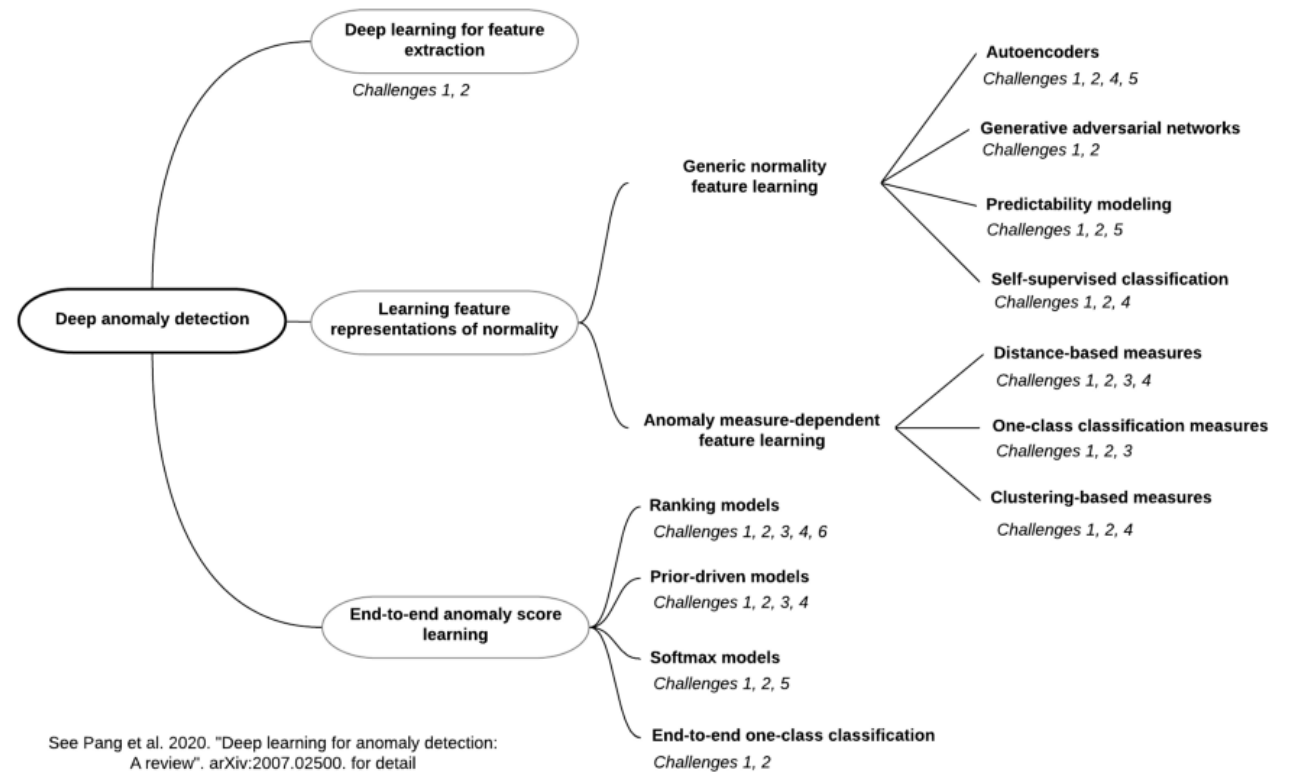 Deep learning for feature
extraction
Challenges 1, 2
Autoencoders
Challenges 1, 2, 4, 5
Generative adversarial networks
Challenges 1, 2
Generic normality
feature learning
Predictability modeling
Challenges 1, 2, 5
Self-supervised classification
Challenges 1, 2, 4
Deep anomaly detection
Learning feature
representations of normality
Distance-based measures
Challenges 1, 2, 3, 4
Anomaly measure-dependent
feature learning
One-class classification measures
Challenges 1, 2, 3
Clustering-based measures
Challenges 1, 2, 4
Ranking models
Challenges 1, 2, 3, 4, 6
Prior-driven models
Challenges 1, 2, 3, 4
End-to-end anomaly score
learning
Softmax models
Challenges 1, 2, 5
End-to-end one-class classification
Challenges 1, 2
See Pang et al. 2020. "Deep learning for anomaly detection:
A review". arXiv:2007.02500. for detail